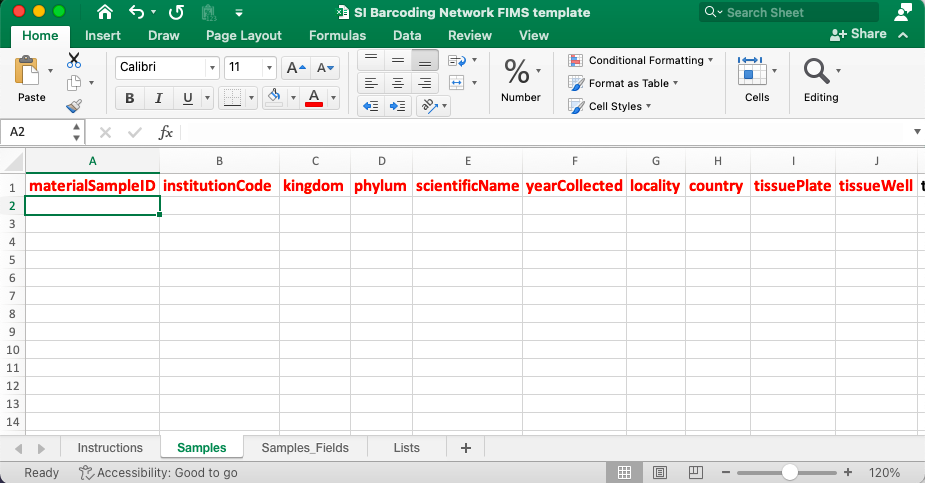 SI Barcoding Network FIMS template
Search Sheet
Home Insert Draw Page Layout Formulas Data Review View Share
Paste
Calibri 11 A A
B I U A
% Number
Conditional Formatting
Format as Table
Cell Styles
Cells
Editing
A2 fx
A B C D E F G H I J
1 materialSampleID institutionCode kingdom phylum scientificName yearCollected locality country tissuePlate tissueWell
2
3
4
5
6
7
8
9
10
11
12
13
14
Instructions Samples Samples_Fields Lists +
Ready Accessibility: Good to go 120%